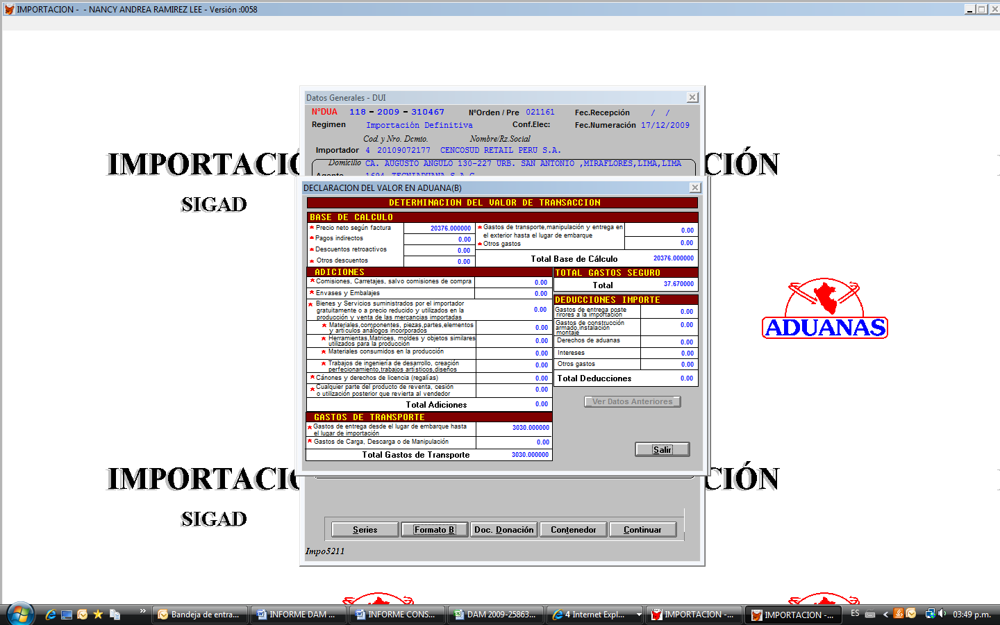 IMPORTACION - - NANCY ANDREA RAMIREZ LEE - Versión :0058
Datos Generales - DUI
N°DUA 118 - 2009 - 310467 N°Orden / Pre 021161 Fec.Recepción / /
Regimen Importación Definitiva Conf.Elec: Fec.Numeración 17/12/2009
Cod. y Nro. Dcmto. Nombre/Rz.Social
Importador 4 20109072177 CENCOSUD RETAIL PERU S.A.
Domicilio CA. AUGUSTO ANGULO 130-227 URB. SAN ANTONIO ,MIRAFLORES,LIMA,LIMA
IMPORTACIÓ CIÓN
SIGAD
DECLARACION DEL VALOR EN ADUANA(B)
DETERMINACION DEL VALOR DE TRANSACCION
BASE DE CALCULO
* Precio neto según factura 20376.000000
* Pagos indirectos 0.00
* Descuentos retroactivos 0.00
* Otros descuentos 0.00
* Gastos de transporte,manipulación y entrega en
el exterior hasta el lugar de embarque 0.00
* Otros gastos 0.00
Total Base de Cálculo 20376.000000
ADICIONES
* Comisiones, Carretajes, salvo comisiones de compra 0.00
* Envases y Embalajes 0.00
* Bienes y Servicios suministrados por el importador
gratuitamente o a precio reducido y utilizados en la
producción y venta de las mercancias importadas 0.00
* Materiales,componentes, piezas,partes,elementos
y artículos análogos incorporados 0.00
* Herramientas,Matrices, moldes y objetos similares
utilizados para la producción 0.00
* Materiales consumidos en la producción 0.00
* Trabajos de ingeniería de desarrollo, creación
perfecionamiento,trabajos artísticos,diseños 0.00
* Cánones y derechos de licencia (regalías) 0.00
* Cualquier parte del producto de reventa, cesión
o utilización posterior que revierta al vendedor 0.00
Total Adiciones 0.00
GASTOS DE TRANSPORTE
* Gastos de entrega desde el lugar de embarque hasta
el lugar de importación 3030.000000
* Gastos de Carga, Descarga o de Manipulación 0.00
Total Gastos de Transporte 3030.000000
TOTAL GASTOS SEGURO
Total 37.670000
DEDUCCIONES IMPORTE
Gastos de entrega poste
rirores a la importación 0.00
Gastos de construcción
armado,instalación
montaje 0.00
Derechos de aduanas 0.00
Intereses 0.00
Otros gastos 0.00
Total Deducciones 0.00
Ver Datos Anteriores
Salir
ADUANAS
IMPORTACIÓ CIÓN
SIGAD
Series Formato B Doc. Donación Contenedor Continuar
Impo5211
» Bandeja de entra... INFORME DAM ... INFORME CONS... DAM 2009-25863... 4 Internet Expl... IMPORTACION -... IMPORTACION -... ES < 03:49 p.m.